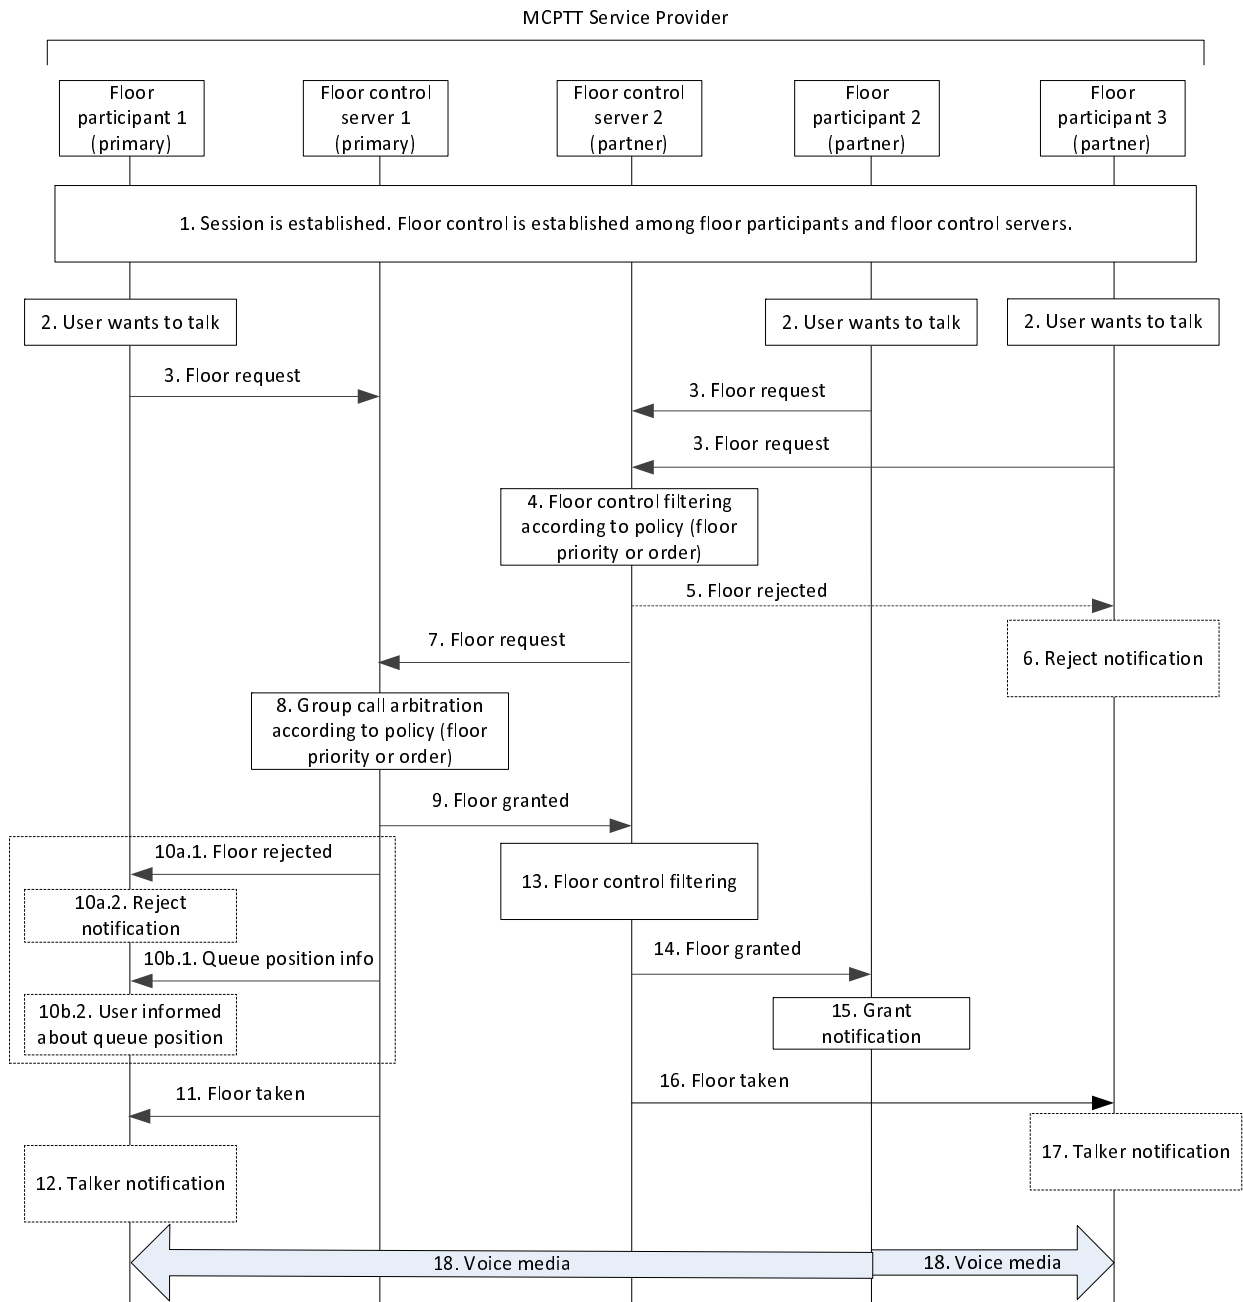 MCPTT Service Provider
Floor
participant 1
(primary)
Floor control
server 1
(primary)
Floor control
server 2
(partner)
Floor
participant 2
(partner)
Floor
participant 3
(partner)
1. Session is established. Floor control is established among floor participants and floor control servers.
2. User wants to talk
2. User wants to talk
2. User wants to talk
3. Floor request
3. Floor request
3. Floor request
4. Floor control filtering
according to policy (floor
priority or order)
5. Floor rejected
6. Reject notification
7. Floor request
8. Group call arbitration
according to policy (floor
priority or order)
9. Floor granted
10a.1. Floor rejected
10a.2. Reject
notification
10b.1. Queue position info
10b.2. User informed
about queue position
13. Floor control filtering
14. Floor granted
15. Grant
notification
11. Floor taken
16. Floor taken
12. Talker notification
17. Talker notification
18. Voice media
18. Voice media